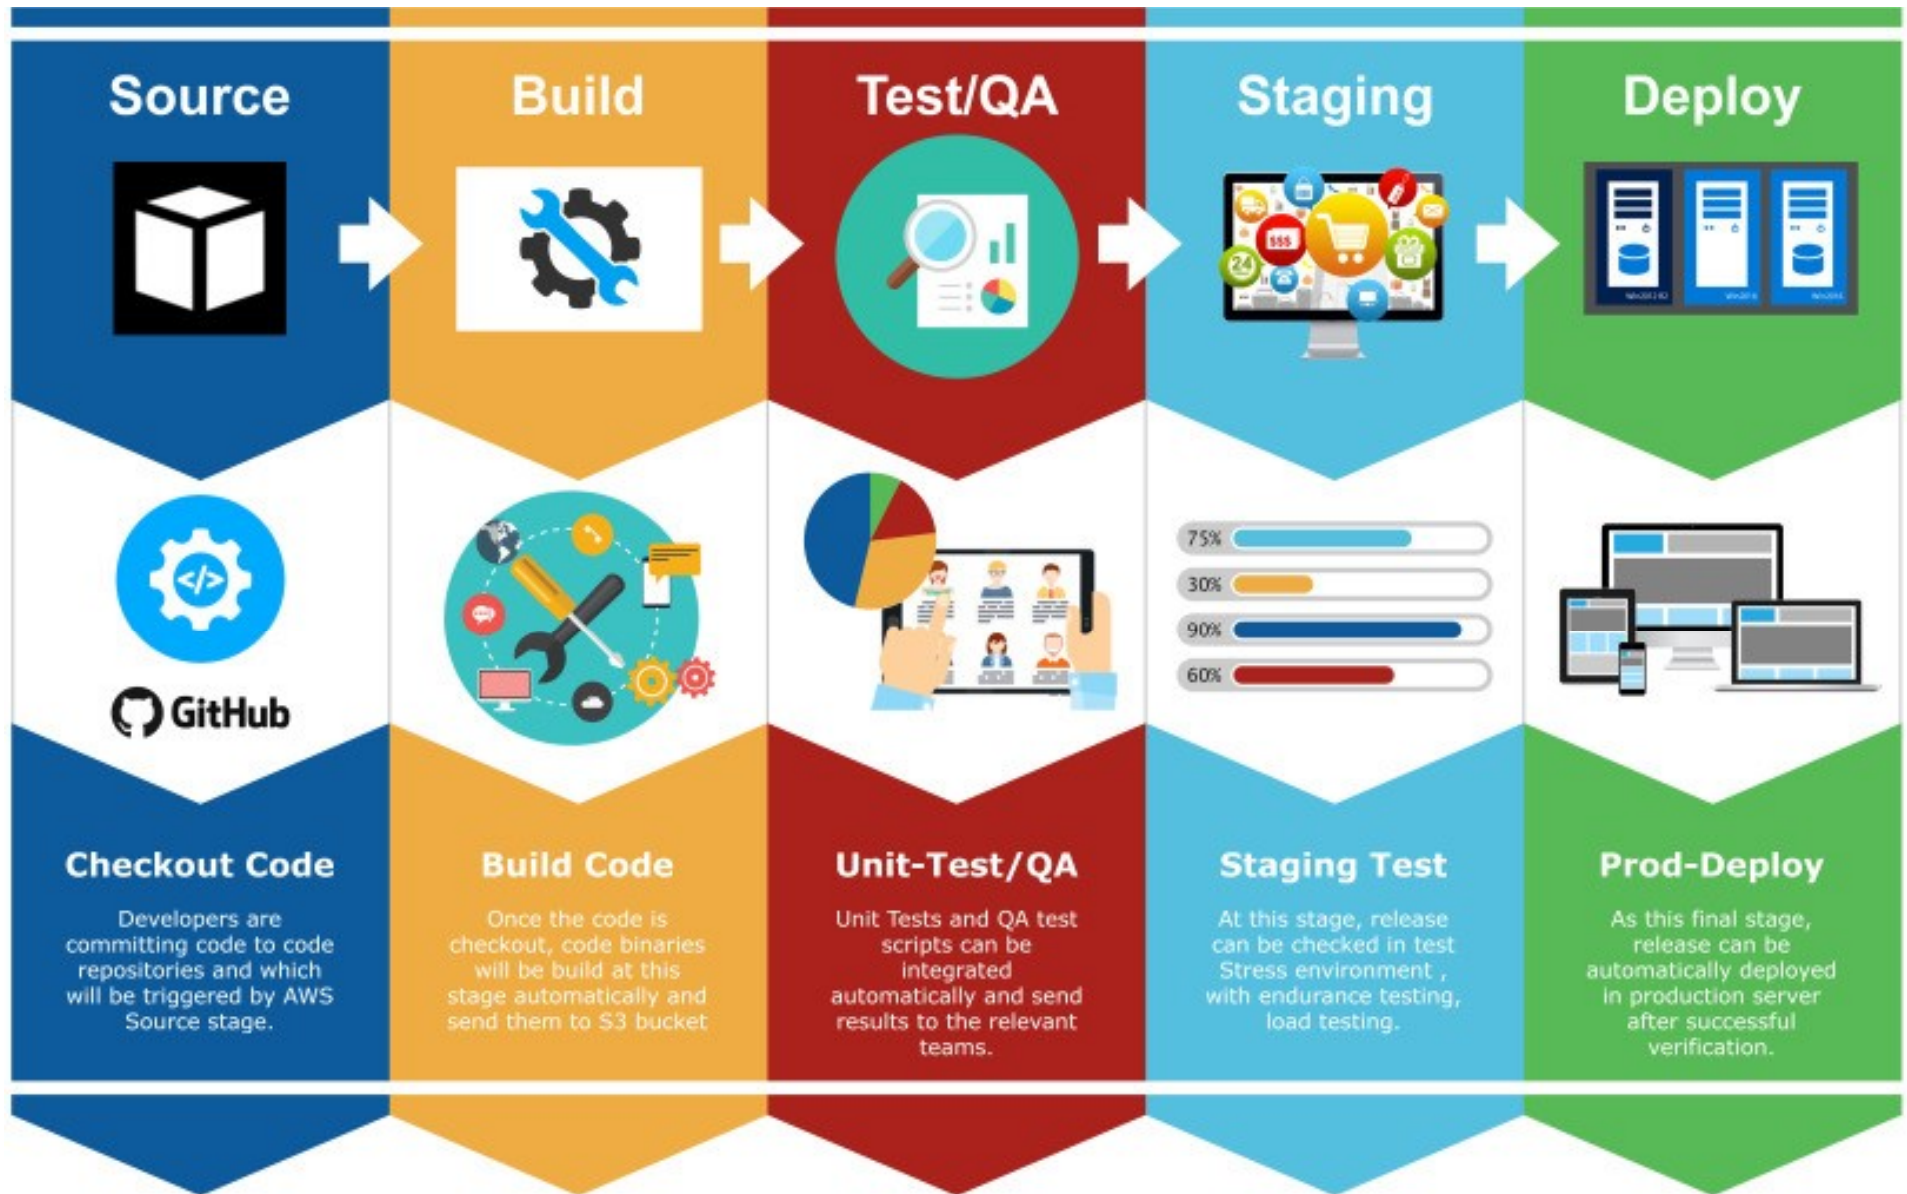 Source
Build
Test/QA
Staging
Deploy
$$$
24
GitHub
75%
30%
90%
60%
Checkout Code
Developers are
committing code to code
repositories and which
will be triggered by AWS
Source stage.
Build Code
Once the code is
checkout, code binaries
will be build at this
stage automatically and
send them to S3 bucket
Unit-Test/QA
Unit Tests and QA test
scripts can be
integrated
automatically and send
results to the relevant
teams.
Staging Test
At this stage, release
can be checked in test
Stress environment ,
with endurance testing,
load testing.
Prod-Deploy
As this final stage,
release can be
automatically deployed
in production server
after successful
verification.